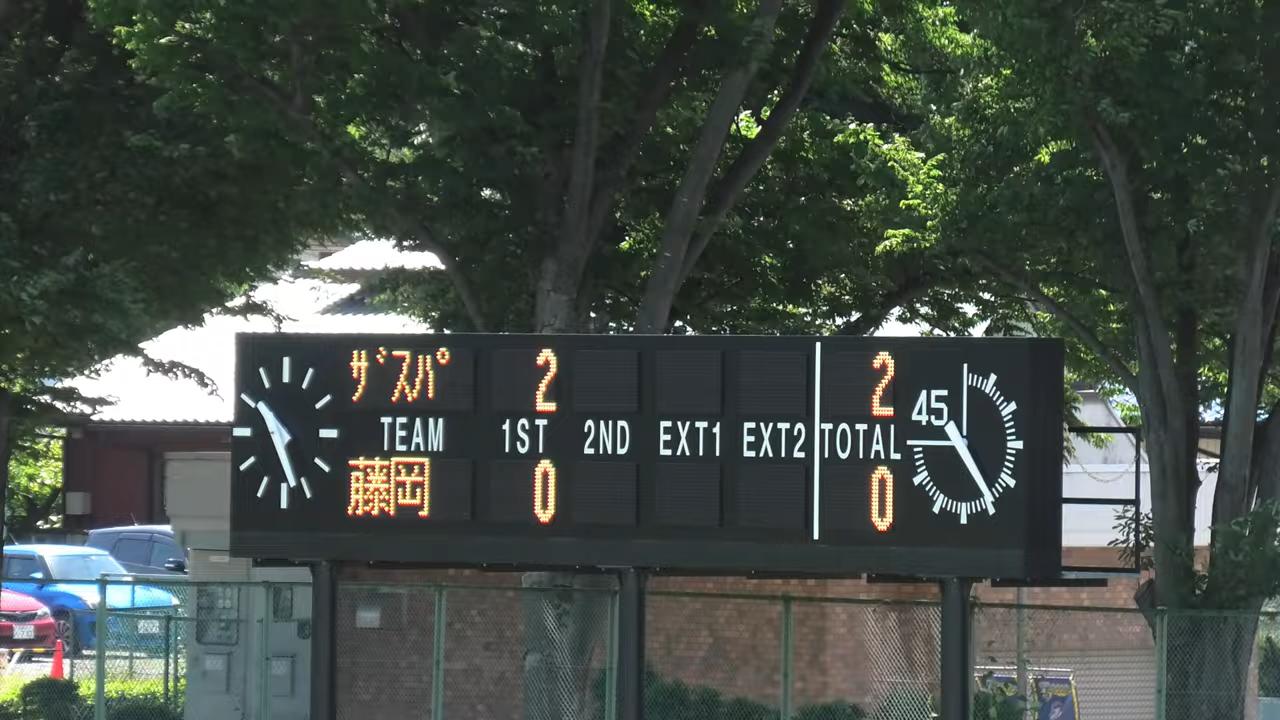 ｻﾞｽﾊﾟ 2 2
TEAM 1ST 2ND EXT1 EXT2 TOTAL 45
藤岡 0 0